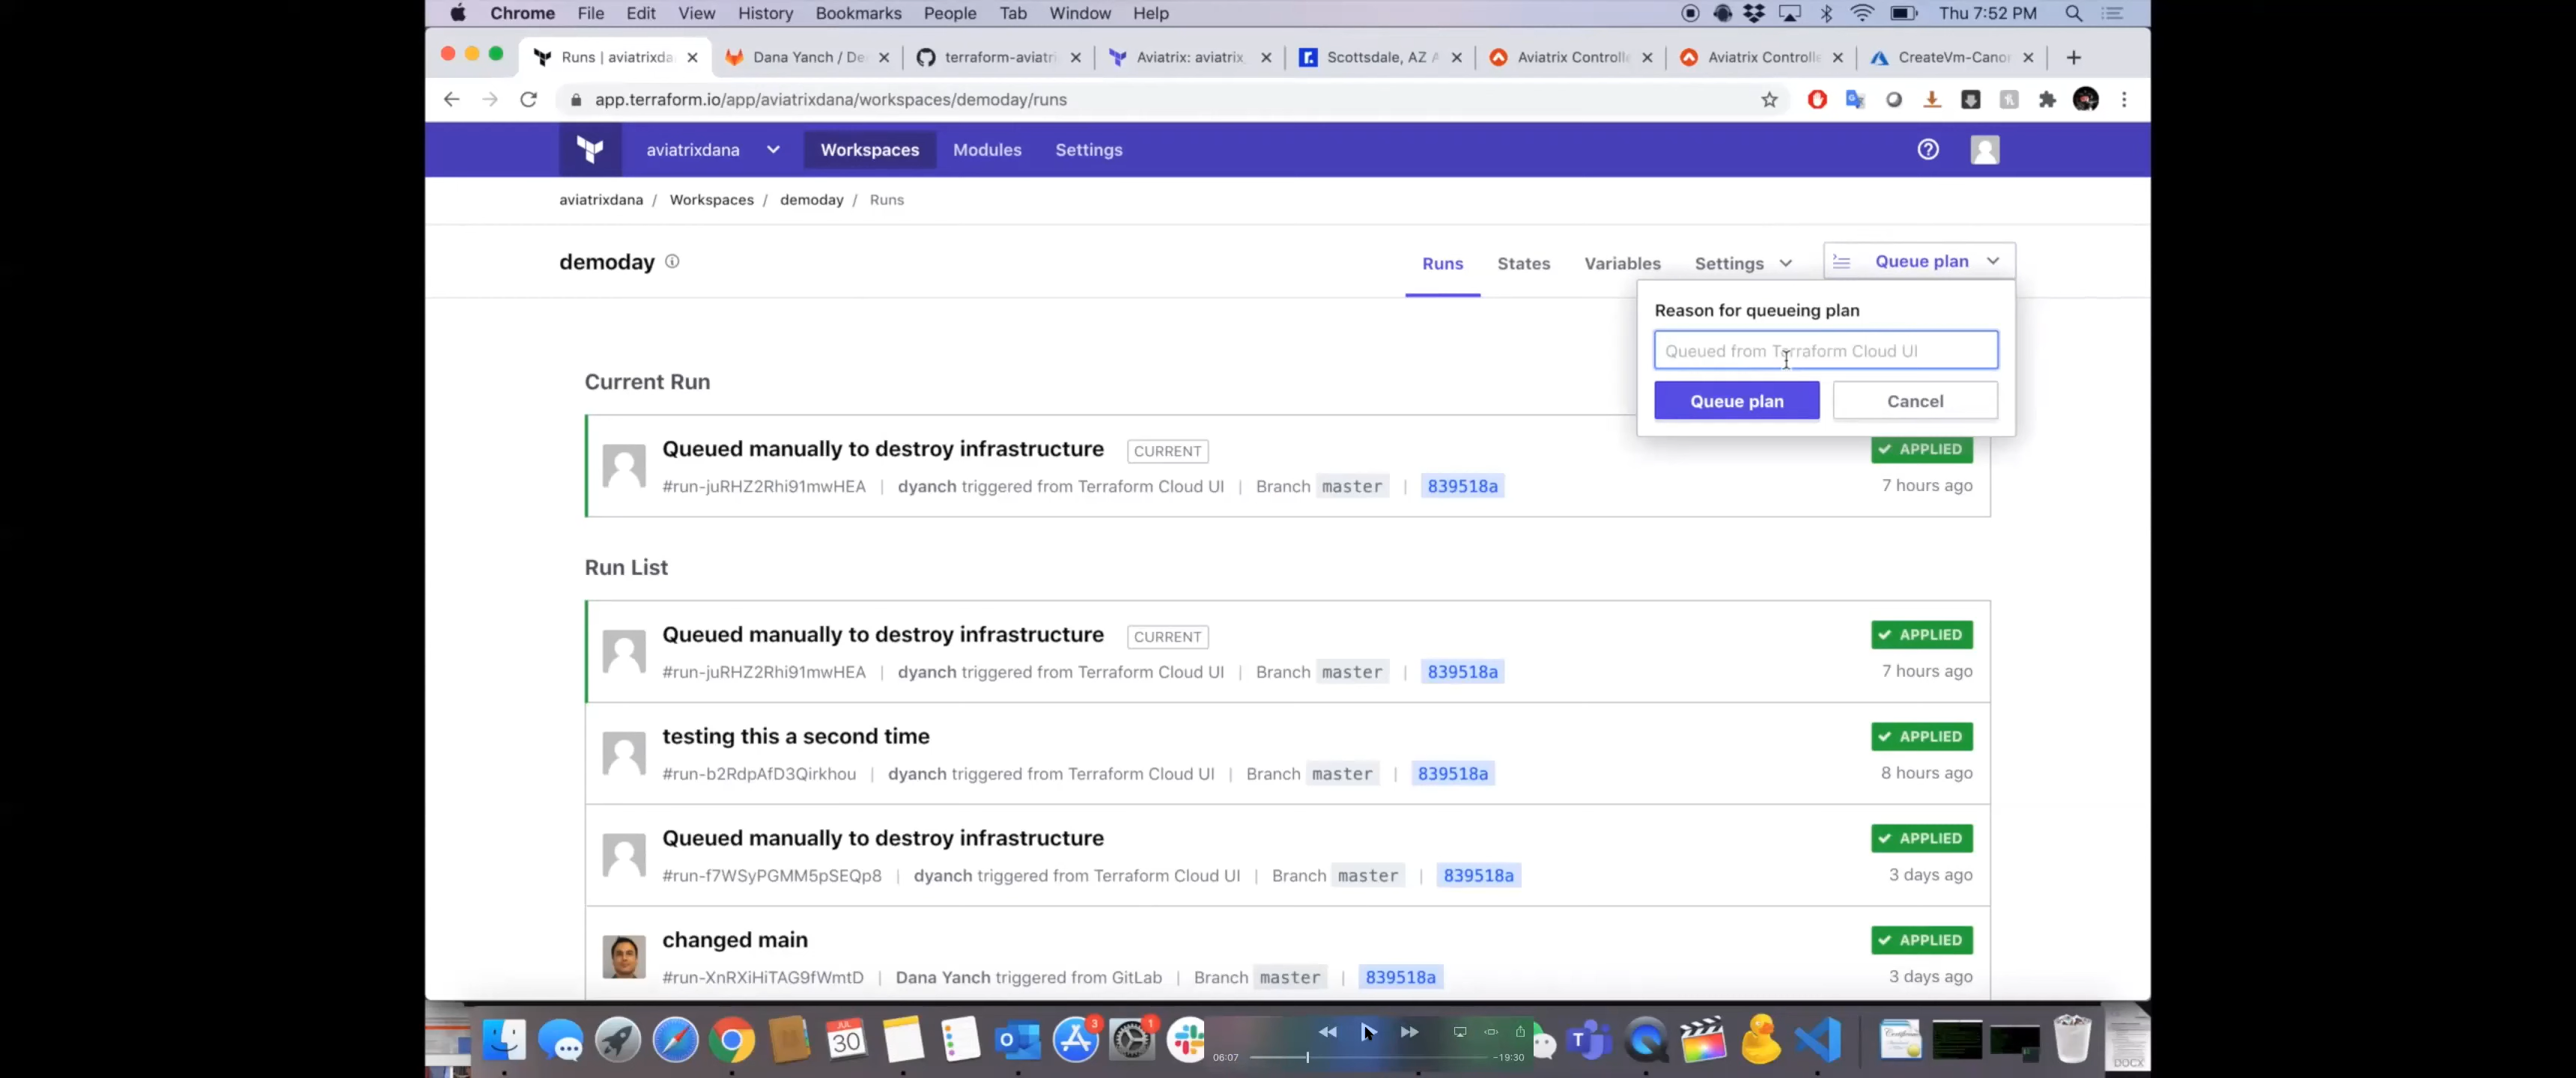 Chrome File Edit View History Bookmarks People Tab Window Help Thu 7:52 PM
Runs | aviatrixda Dana Yanch / De terraform-aviatri Aviatrix: aviatrix Scottsdale, AZ Aviatrix Controlle Aviatrix Controlle CreateVm-Canon
app.terraform.io/app/aviatrixdana/workspaces/demoday/runs
aviatrixdana Workspaces Modules Settings
aviatrixdana / Workspaces / demoday / Runs
demoday Runs States Variables Settings Queue plan
Reason for queueing plan
Queued from Terraform Cloud UI
Queue plan Cancel
Current Run
Queued manually to destroy infrastructure CURRENT APPLIED
#run-juRHZ2Rhi91mwHEA | dyanch triggered from Terraform Cloud UI | Branch master | 839518a 7 hours ago
Run List
Queued manually to destroy infrastructure CURRENT APPLIED
#run-juRHZ2Rhi91mwHEA | dyanch triggered from Terraform Cloud UI | Branch master | 839518a 7 hours ago
testing this a second time APPLIED
#run-b2RdpAfD3Qirkhou | dyanch triggered from Terraform Cloud UI | Branch master | 839518a 8 hours ago
Queued manually to destroy infrastructure APPLIED
#run-f7WSyPGMM5pSEQp8 | dyanch triggered from Terraform Cloud UI | Branch master | 839518a 3 days ago
changed main APPLIED
#run-XnRXiHiTAG9fWmtD | Dana Yanch triggered from GitLab | Branch master | 839518a 3 days ago
JUL
30
3
1
06:07 -19:30
DOCX